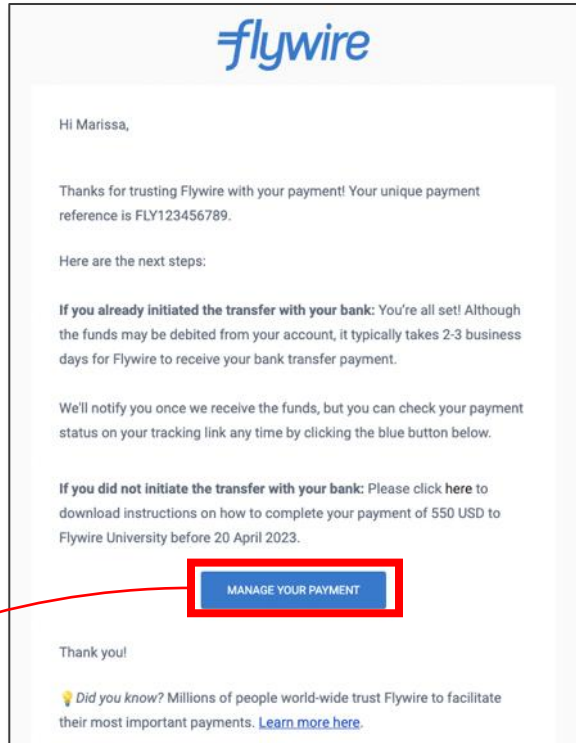 flywire
Hi Marissa,
Thanks for trusting Flywire with your payment! Your unique payment
reference is FLY123456789.
Here are the next steps:
If you already initiated the transfer with your bank: You're all set! Although
the funds may be debited from your account, it typically takes 2-3 business
days for Flywire to receive your bank transfer payment.
We'll notify you once we receive the funds, but you can check your payment
status on your tracking link any time by clicking the blue button below.
If you did not initiate the transfer with your bank: Please click here to
download instructions on how to complete your payment of 550 USD to
Flywire University before 20 April 2023.
MANAGE YOUR PAYMENT
Thank you!
💡 Did you know? Millions of people world-wide trust Flywire to facilitate
their most important payments. Learn more here.